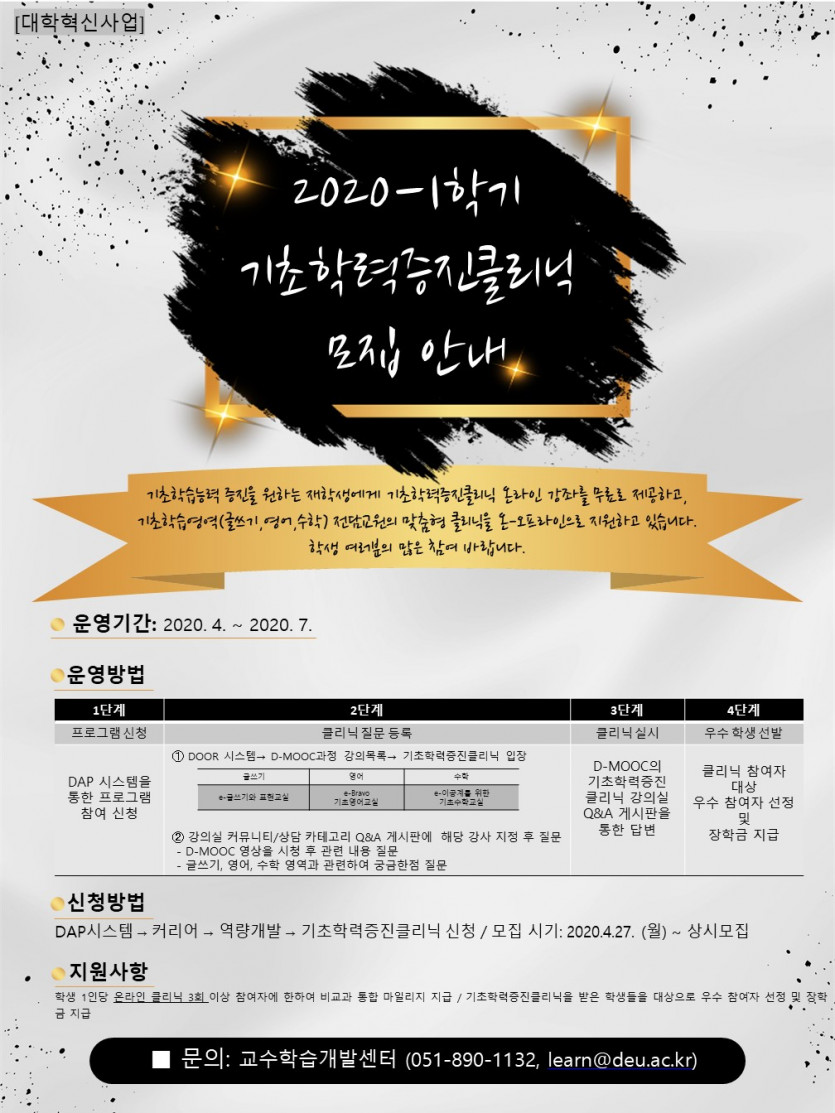 [대학혁신사업]
2020-1학기
기초학력증진클리닉
모집 안내
기초학습능력 증진을 원하는 재학생에게 기초학력증진클리닉 온라인 강좌를 무료로 제공하고,
기초학습영역(글쓰기,영어,수학) 전담교원의 맞춤형 클리닉을 온-오프라인으로 지원하고 있습니다.
학생 여러분의 많은 참여 바랍니다.
운영기간: 2020. 4. ~ 2020. 7.
운영방법
1단계 2단계 3단계 4단계
프로그램 신청 클리닉 질문 등록 클리닉 실시 우수 학생 선발
DAP 시스템을
통한 프로그램
참여 신청
① DOOR 시스템→ D-MOOC과정 강의목록→ 기초학력증진클리닉 입장
글쓰기 영어 수학
e-글쓰기와 표현교실 e-Bravo 기초영어교실 e-이공계를 위한 기초수학교실
② 강의실 커뮤니티/상담 카테고리 Q&A 게시판에 해당 강사 지정 후 질문
- D-MOOC 영상을 시청 후 관련 내용 질문
- 글쓰기, 영어, 수학 영역과 관련하여 궁금한점 질문
D-MOOC의
기초학력증진
클리닉 강의실
Q&A 게시판을
통한 답변
클리닉 참여자
대상
우수 참여자 선정
및
장학금 지급
신청방법
DAP시스템→커리어→ 역량개발→ 기초학력증진클리닉 신청 / 모집 시기: 2020.4.27. (월) ~ 상시모집
지원사항
학생 1인당 온라인 클리닉 3회 이상 참여자에 한하여 비교과 통합 마일리지 지급 / 기초학력증진클리닉을 받은 학생들을 대상으로 우수 참여자 선정 및 장학
금 지급
■ 문의: 교수학습개발센터 (051-890-1132, learn@deu.ac.kr)